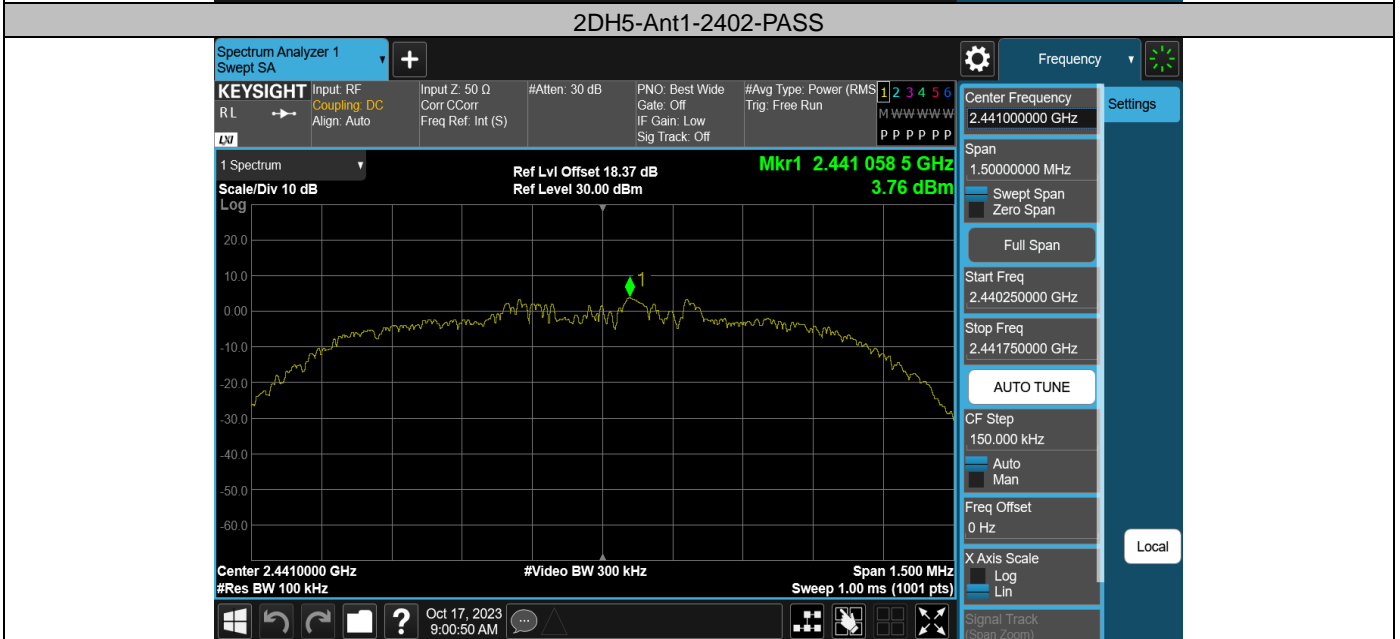 2DH5-Ant1-2402-PASS
Spectrum Analyzer 1
Swept SA
Frequency
KEYSIGHT
R L
LXI
Input: RF
Coupling: DC
Align: Auto
Input Z: 50 Ω
Corr CCorr
Freq Ref: Int (S)
#Atten: 30 dB
PNO: Best Wide
Gate: Off
IF Gain: Low
Sig Track: Off
#Avg Type: Power (RMS
Trig: Free Run
1 2 3 4 5 6
M W W W W W
P P P P P P
Center Frequency
2.441000000 GHz
Settings
1 Spectrum
Ref Lvl Offset 18.37 dB
Mkr1 2.441 058 5 GHz
Scale/Div 10 dB
Ref Level 30.00 dBm
3.76 dBm
Log
20.0
10.0
0.00
-10.0
-20.0
-30.0
-40.0
-50.0
-60.0
1
Center 2.4410000 GHz
#Video BW 300 kHz
Span 1.500 MHz
#Res BW 100 kHz
Sweep 1.00 ms (1001 pts)
Span
1.50000000 MHz
Swept Span
Zero Span
Full Span
Start Freq
2.440250000 GHz
Stop Freq
2.441750000 GHz
AUTO TUNE
CF Step
150.000 kHz
Auto
Man
Freq Offset
0 Hz
X Axis Scale
Log
Lin
Signal Track
(Span Zoom)
Local
?
Oct 17, 2023
9:00:50 AM